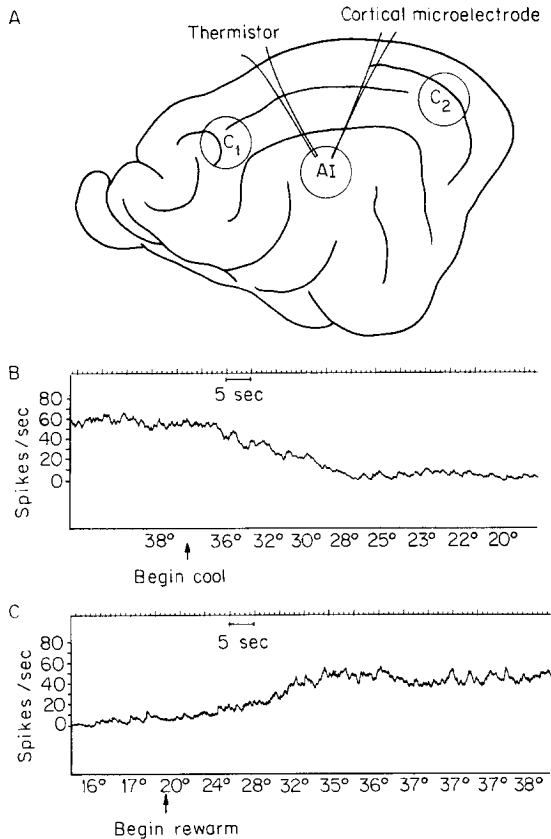 A
Thermistor
Cortical microelectrode
C1
C2
AI
B
5 sec
Spikes/sec
80
60
40
20
0
38° 36° 32° 30° 28° 25° 23° 22° 20°
Begin cool
C
5 sec
Spikes/sec
80
60
40
20
0
16° 17° 20° 24° 28° 32° 35° 36° 37° 37° 37° 38°
Begin rewarm